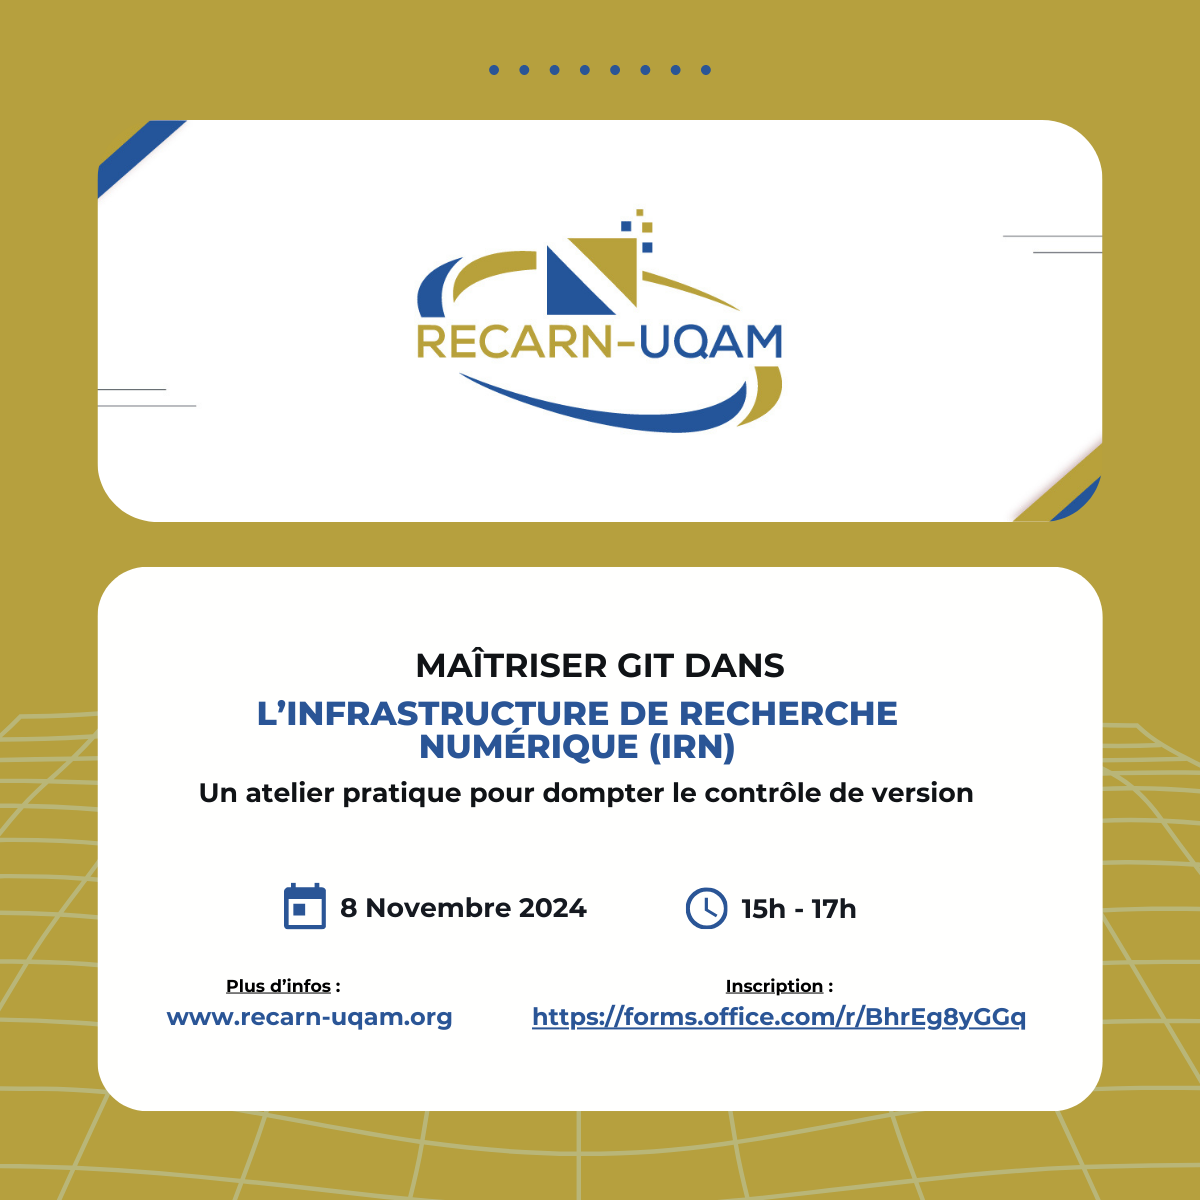 RECARN-UQAM
MAÎTRISER GIT DANS
L’INFRASTRUCTURE DE RECHERCHE
NUMÉRIQUE (IRN)
Un atelier pratique pour dompter le contrôle de version
8 Novembre 2024
15h - 17h
Plus d’infos :
www.recarn-uqam.org
Inscription :
https://forms.office.com/r/BhrEg8yGGq